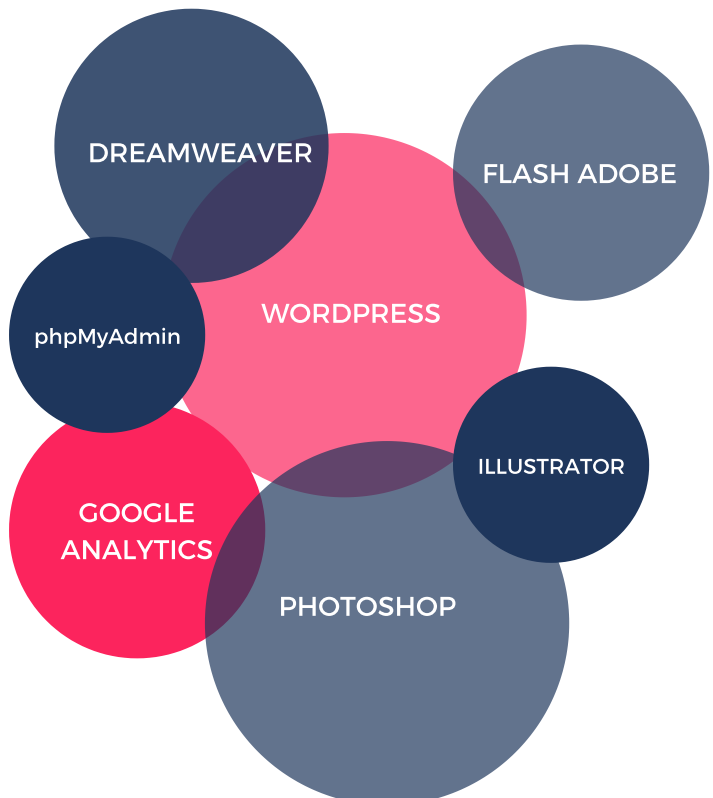 DREAMWEAVER
FLASH ADOBE
WORDPRESS
phpMyAdmin
ILLUSTRATOR
GOOGLE
ANALYTICS
PHOTOSHOP